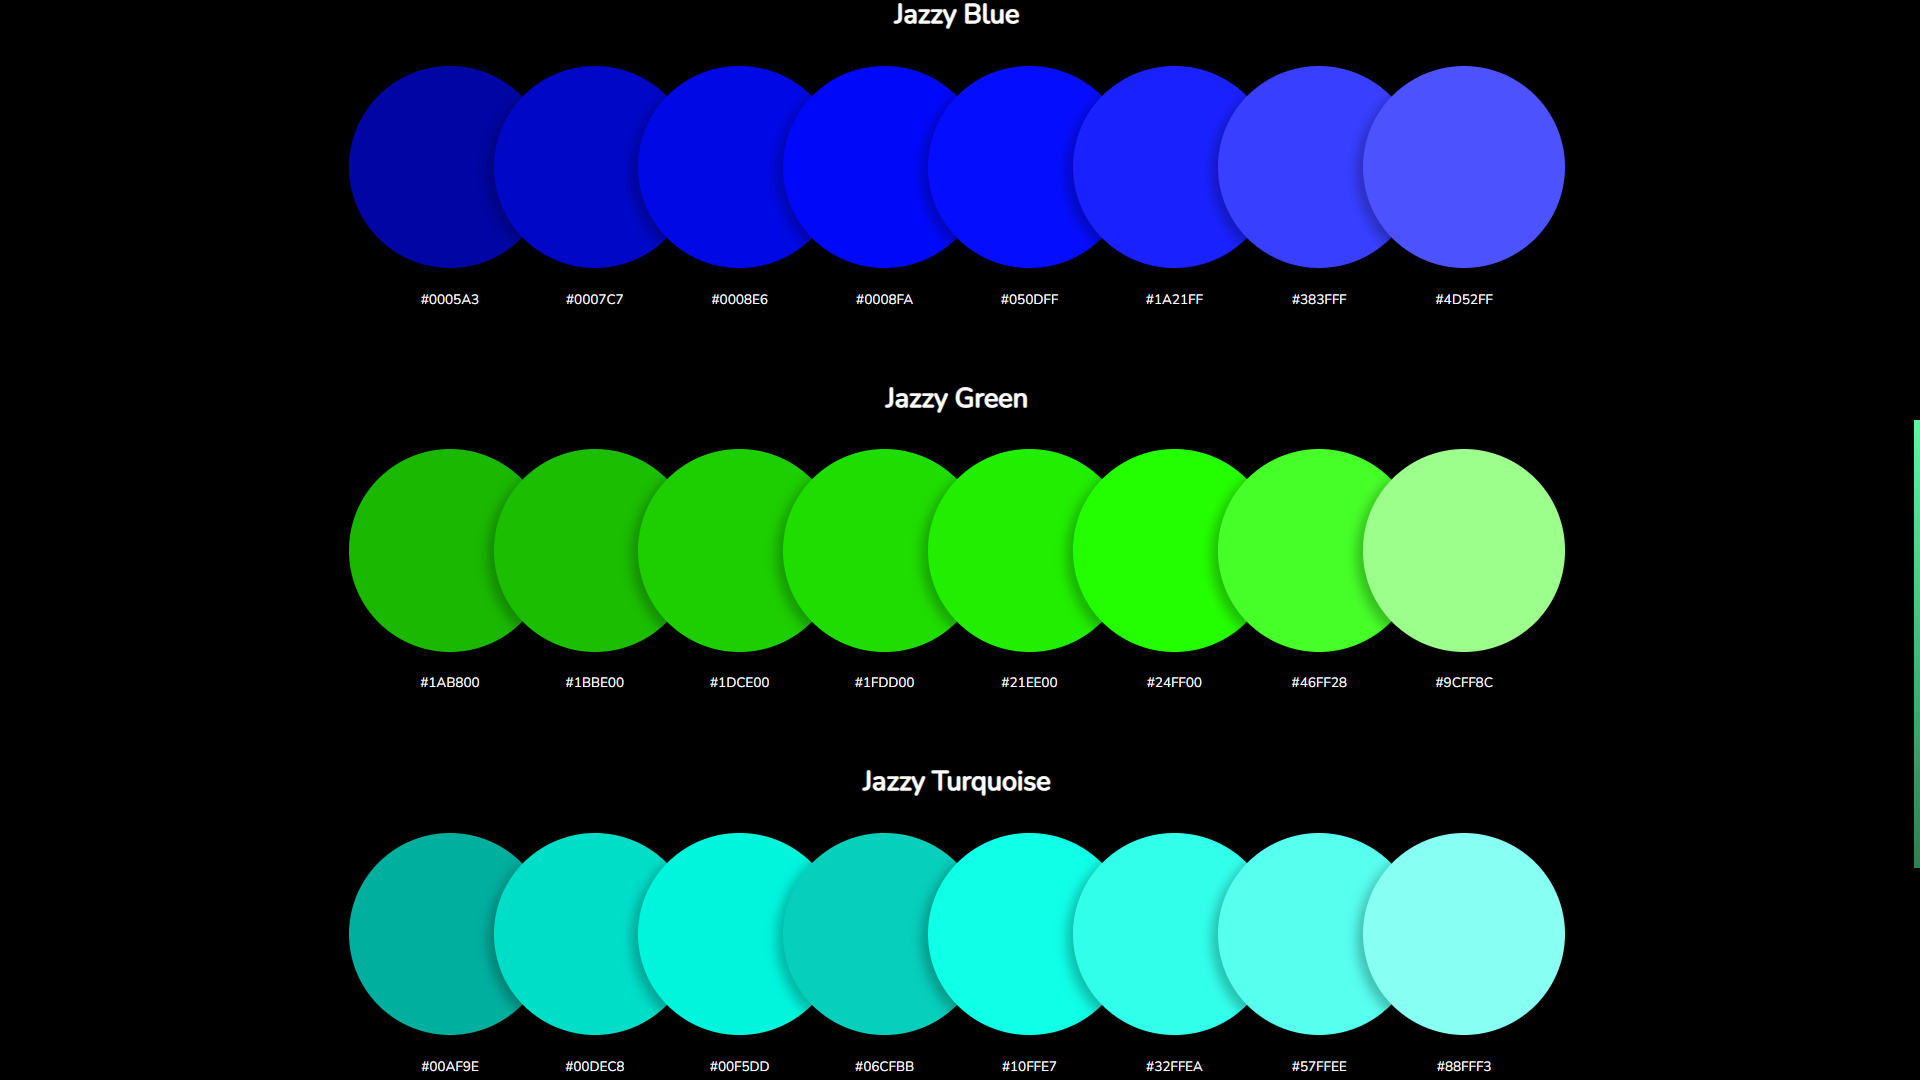 Jazzy Blue
#0005A3 #0007C7 #0008E6 #0008FA #050DFF #1A21FF #383FFF #4D52FF
Jazzy Green
#1AB800 #1BBE00 #1DCE00 #1FDD00 #21EE00 #24FF00 #46FF28 #9CFF8C
Jazzy Turquoise
#00AF9E #00DEC8 #00F5DD #06CFBB #10FFE7 #32FFEA #57FFEE #88FFF3